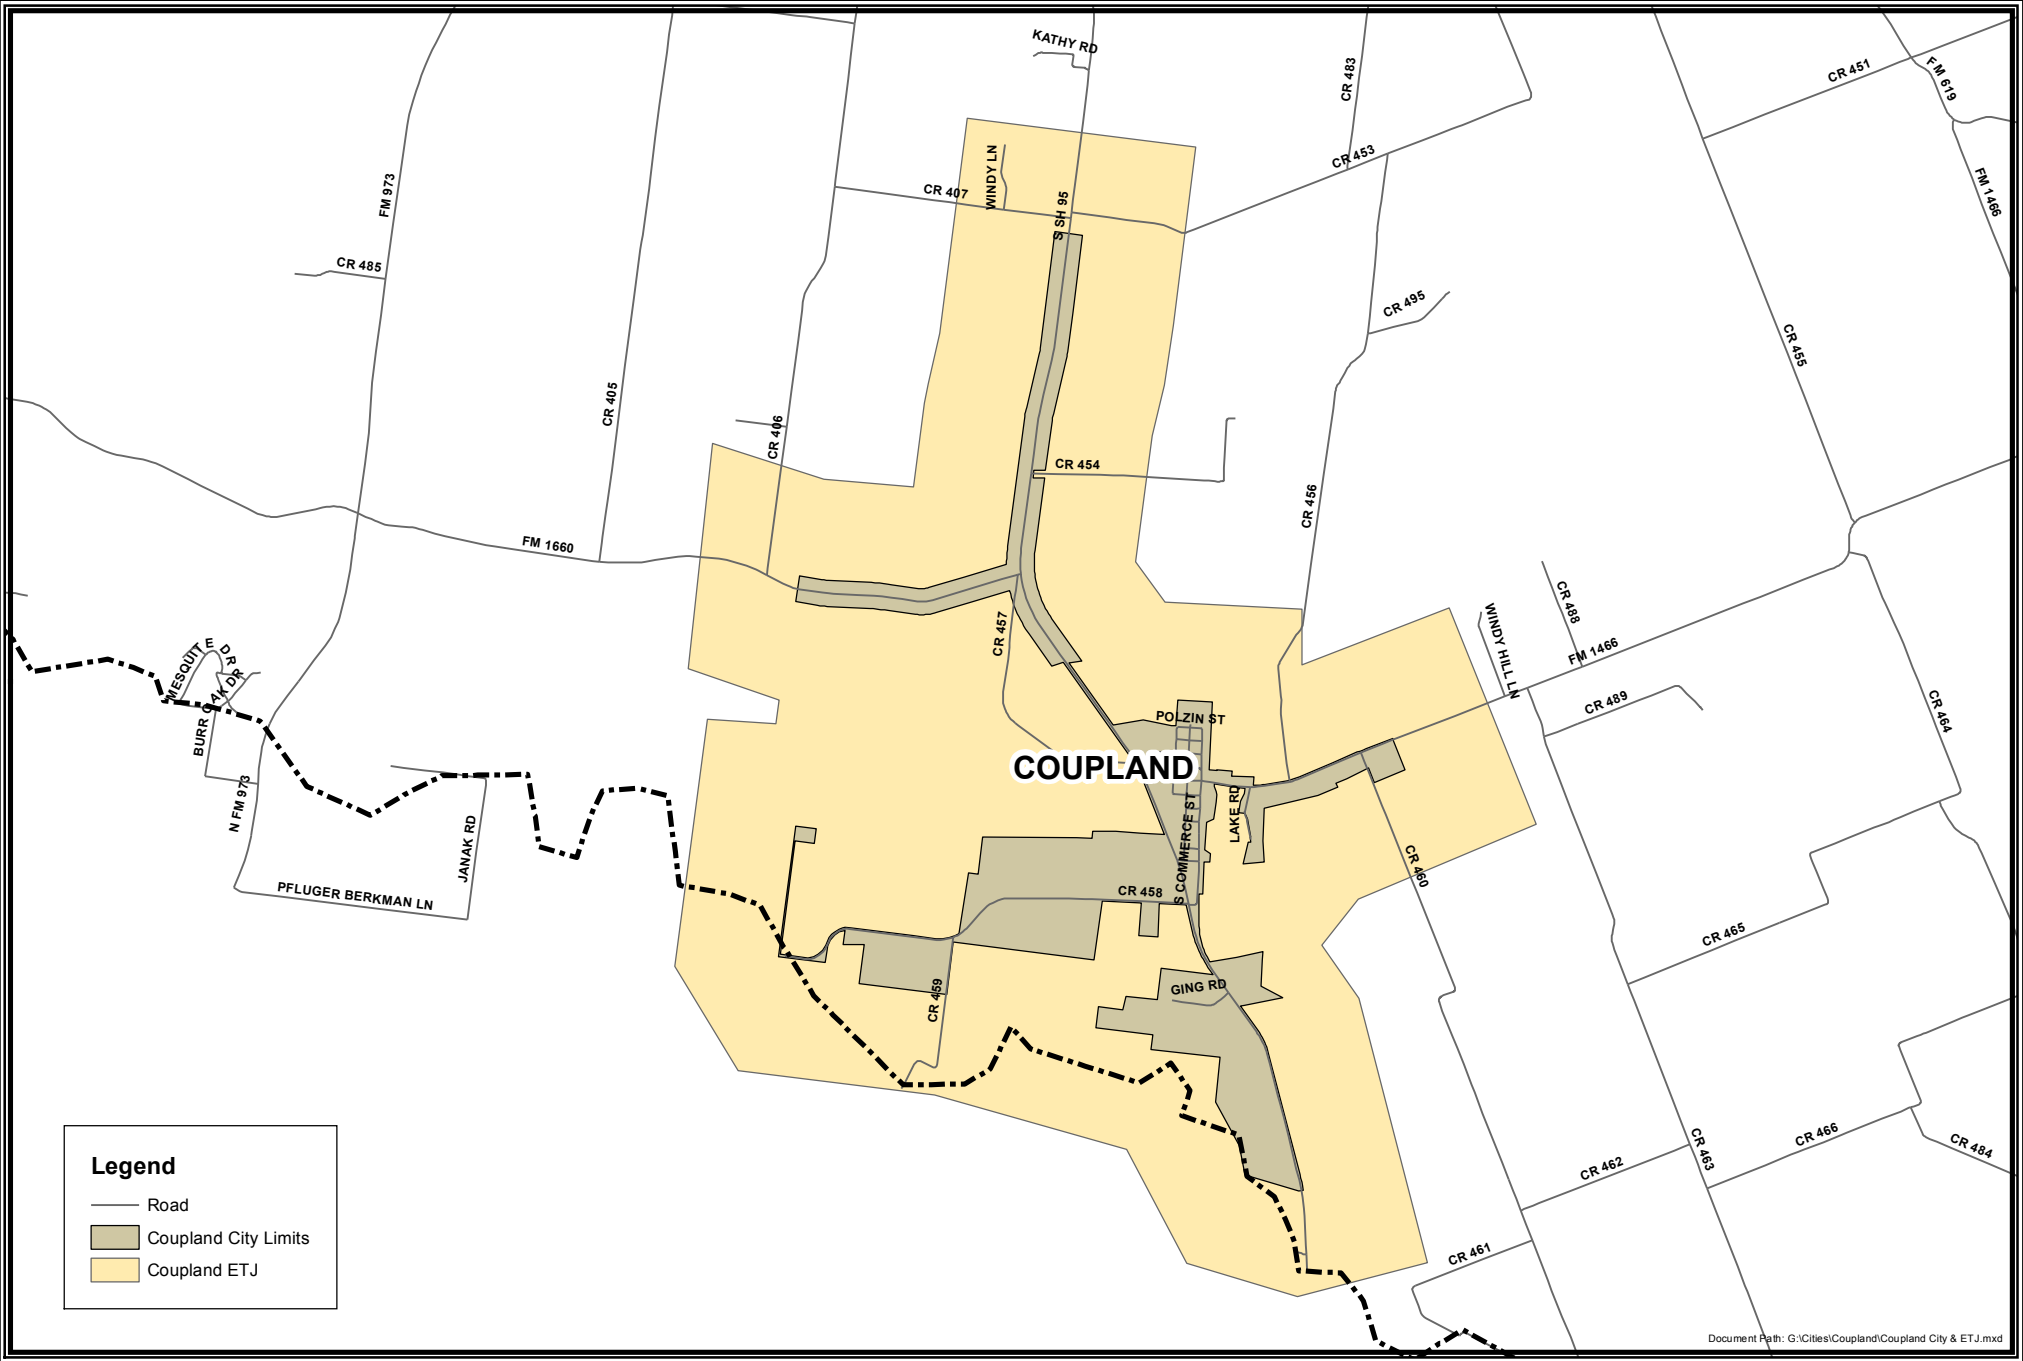 KATHY RD
CR 483
CR 451
F M 619
CR 453
WINDY LN
CR 407
FM 973
S SH 95
FM 1466
CR 485
CR 495
CR 455
CR 405
CR 406
CR 454
CR 456
FM 1660
CR 488
WINDY HILL LN
CR 457
FM 1466
MESQUITE DR
BURR OAK DR
CR 489
CR 464
POLZIN ST
COUPLAND
N FM 973
LAKE RD
S COMMERCE ST
JANAK RD
CR 460
PFLUGER BERKMAN LN
CR 458
CR 465
GING RD
CR 459
CR 463
CR 466
CR 484
CR 462
CR 461
Legend
Road
Coupland City Limits
Coupland ETJ
Document Path: G:\Cities\Coupland\Coupland City & ETJ.mxd